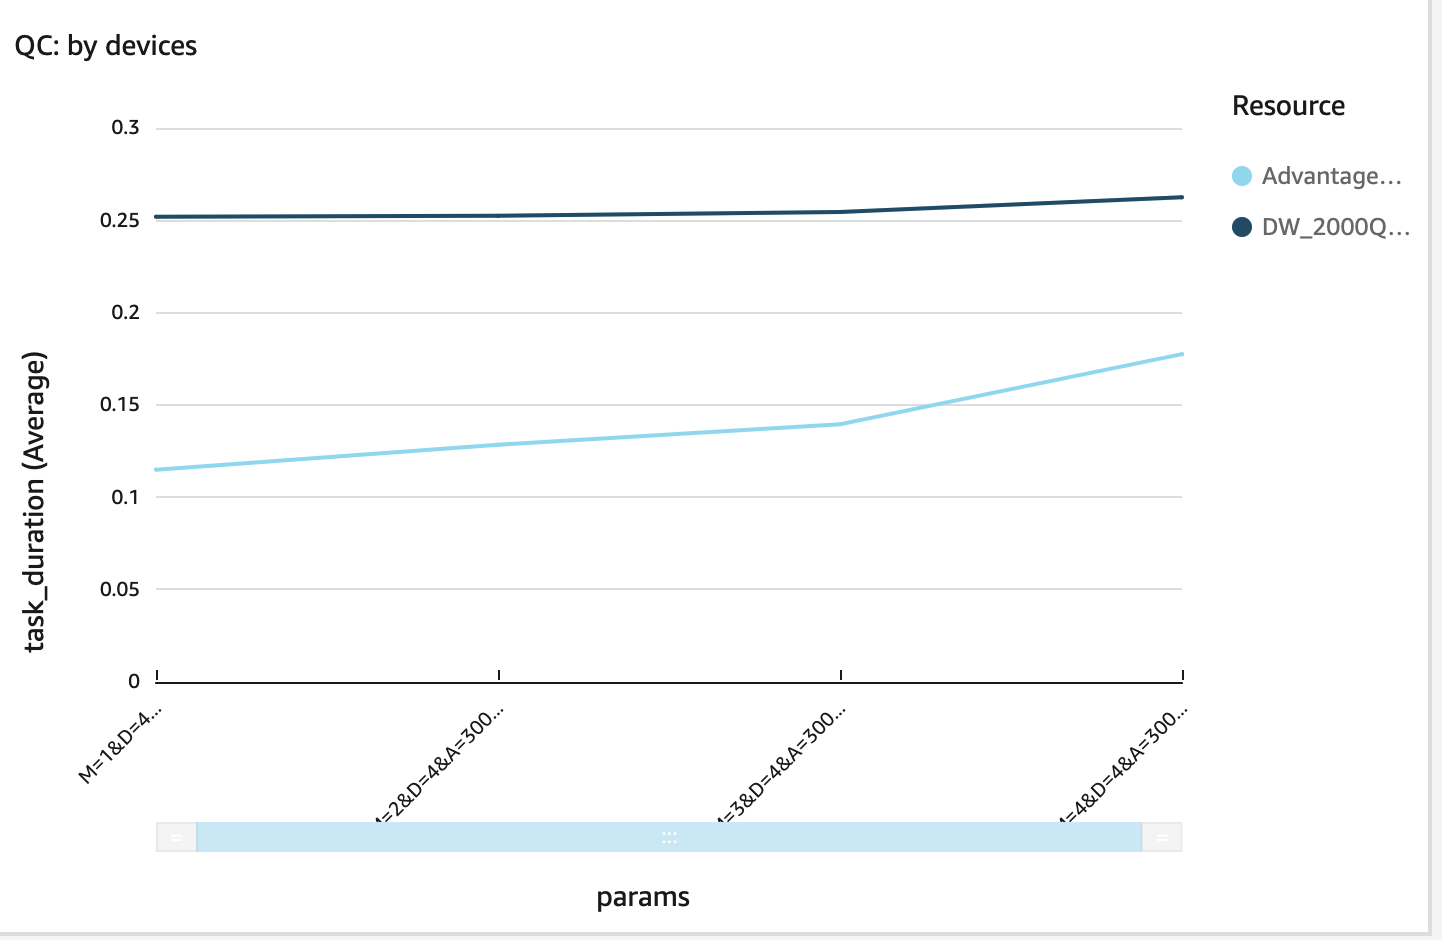 QC: by devices
Resource
Advantage...
DW_2000Q...
task_duration (Average)
0.3
0.25
0.2
0.15
0.1
0.05
0
M=1&D=4...
=2&D=4&A=300...
=3&D=4&A=300...
=4&D=4&A=300...
params